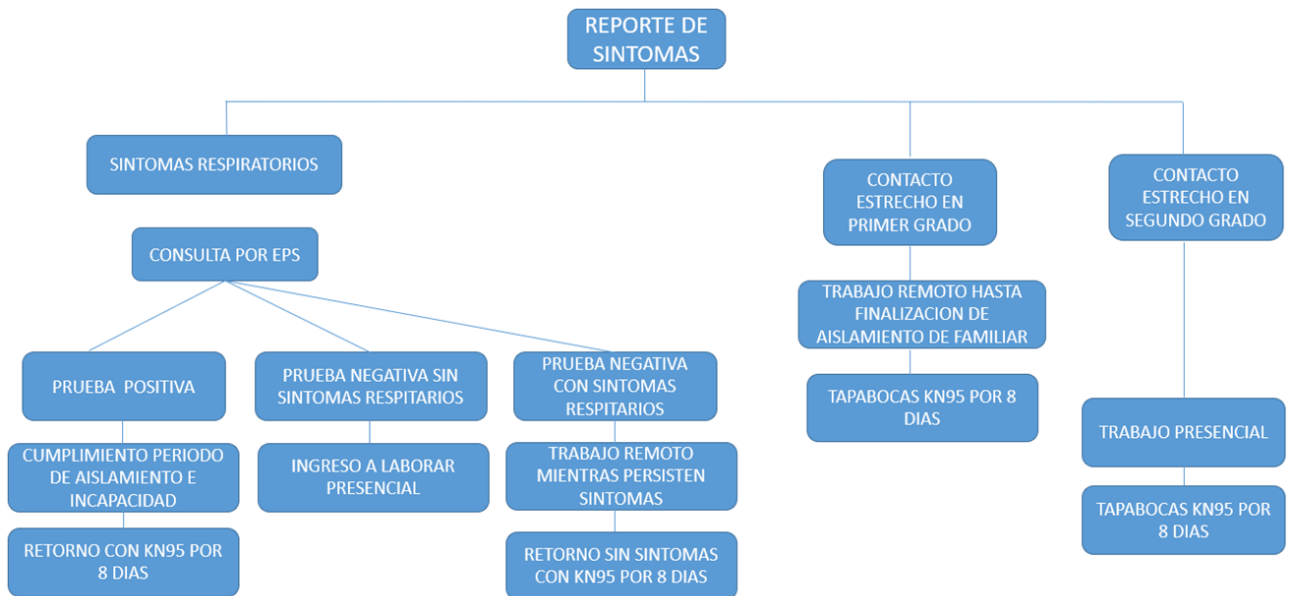 REPORTE DE
SINTOMAS
SINTOMAS RESPIRATORIOS
CONSULTA POR EPS
PRUEBA  POSITIVA
CUMPLIMIENTO PERIODO
DE AISLAMIENTO E
INCAPACIDAD
RETORNO CON KN95 POR
8 DIAS
PRUEBA NEGATIVA SIN
SINTOMAS RESPITARIOS
INGRESO A LABORAR
PRESENCIAL
PRUEBA NEGATIVA
CON SINTOMAS
RESPITARIOS
TRABAJO REMOTO
MIENTRAS PERSISTEN
SINTOMAS
RETORNO SIN SINTOMAS
CON KN95 POR 8 DIAS
CONTACTO
ESTRECHO EN
PRIMER GRADO
TRABAJO REMOTO HASTA
FINALIZACION DE
AISLAMIENTO DE FAMILIAR
TAPABOCAS KN95 POR 8
DIAS
CONTACTO
ESTRECHO EN
SEGUNDO GRADO
TRABAJO PRESENCIAL
TAPABOCAS KN95 POR
8 DIAS